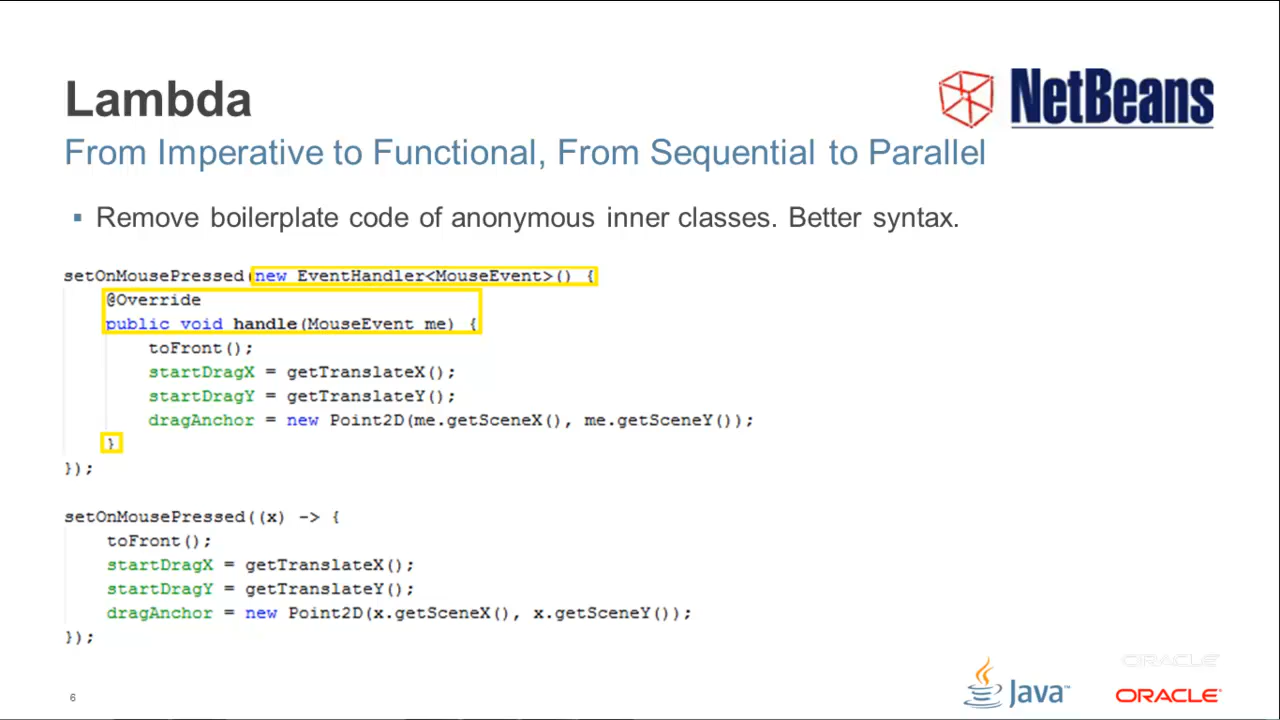 Lambda
NetBeans
From Imperative to Functional, From Sequential to Parallel
▪ Remove boilerplate code of anonymous inner classes. Better syntax.
setOnMousePressed(new EventHandler<MouseEvent>() {
@Override
public void handle(MouseEvent me) {
toFront();
startDragX = getTranslateX();
startDragY = getTranslateY();
dragAnchor = new Point2D(me.getSceneX(), me.getSceneY());
}
});
setOnMousePressed((x) -> {
toFront();
startDragX = getTranslateX();
startDragY = getTranslateY();
dragAnchor = new Point2D(x.getSceneX(), x.getSceneY());
});
ORACLE
6
Java™
ORACLE